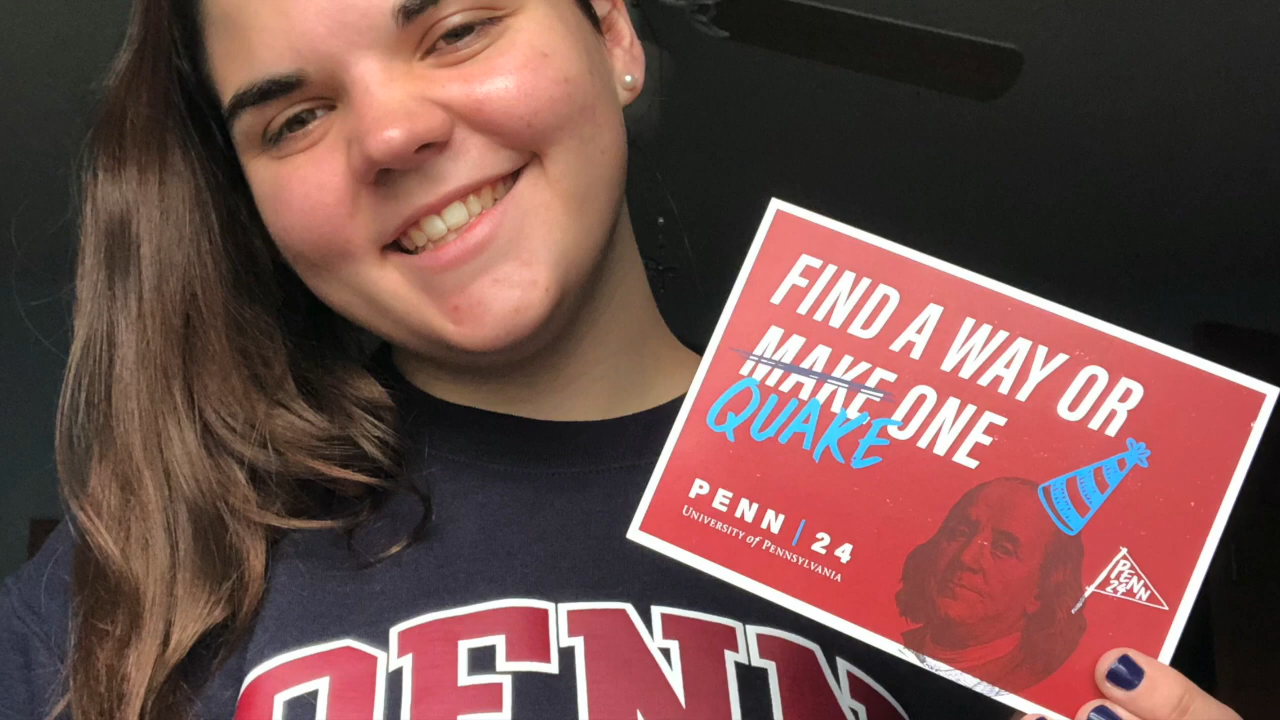 FIND A WAY OR
MAKE ONE
QUAKE
PENN | 24
UNIVERSITY of PENNSYLVANIA
PENN
24
PENN